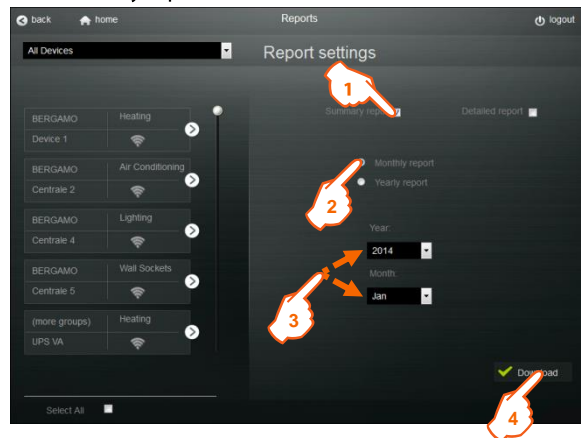 back home Reports logout
All Devices
Report settings
1
Summary Detailed report
BERGAMO Heating
Device 1
Monthly report
BERGAMO Air Conditioning
Centrale 2
Yearly report
2
BERGAMO Lighting
Centrale 4
Year:
2014
BERGAMO Wall Sockets
Centrale 5
Month:
Jan
3
(more groups) Heating
UPS VA
Download
Select All
4